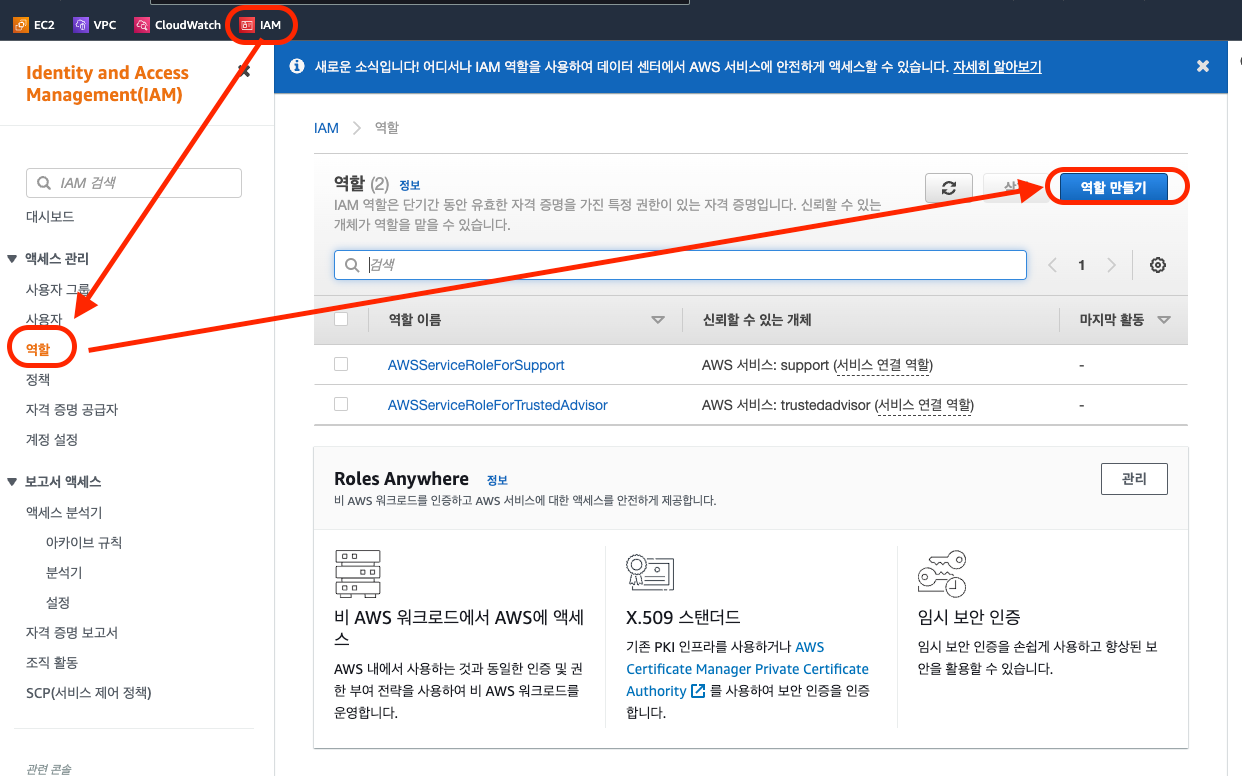 EC2
VPC
CloudWatch
IAM
Identity and Access
Management(IAM)
IAM 검색
대시보드
액세스 관리
사용자 그룹
사용자
역할
정책
자격 증명 공급자
계정 설정
보고서 액세스
액세스 분석기
아카이브 규칙
분석기
설정
자격 증명 보고서
조직 활동
SCP(서비스 제어 정책)
관련 콘솔
새로운 소식입니다! 어디서나 IAM 역할을 사용하여 데이터 센터에서 AWS 서비스에 안전하게 액세스할 수 있습니다. 자세히 알아보기
IAM
역할
역할 (2) 정보
IAM 역할은 단기간 동안 유효한 자격 증명을 가진 특정 권한이 있는 자격 증명입니다. 신뢰할 수 있는
개체가 역할을 맡을 수 있습니다.
역할 만들기
검색
1
역할 이름
신뢰할 수 있는 개체
마지막 활동
AWSServiceRoleForSupport
AWS 서비스: support (서비스 연결 역할)
-
AWSServiceRoleForTrustedAdvisor
AWS 서비스: trustedadvisor (서비스 연결 역할)
-
Roles Anywhere 정보
비 AWS 워크로드를 인증하고 AWS 서비스에 대한 액세스를 안전하게 제공합니다.
관리
비 AWS 워크로드에서 AWS에 액세
스
AWS 내에서 사용하는 것과 동일한 인증 및 권
한 부여 전략을 사용하여 비 AWS 워크로드를
운영합니다.
X.509 스탠더드
기존 PKI 인프라를 사용하거나 AWS
Certificate Manager Private Certificate
Authority 를 사용하여 보안 인증을 인증
합니다.
임시 보안 인증
임시 보안 인증을 손쉽게 사용하고 향상된 보
안을 활용할 수 있습니다.